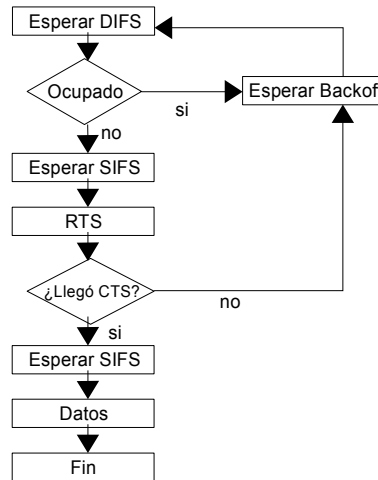 Esperar DIFS
Ocupado
si
Esperar Backof
no
Esperar SIFS
RTS
¿Llegó CTS?
no
si
Esperar SIFS
Datos
Fin